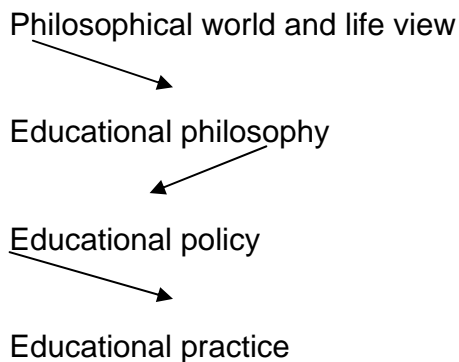 Philosophical world and life view
Educational philosophy
Educational policy
Educational practice